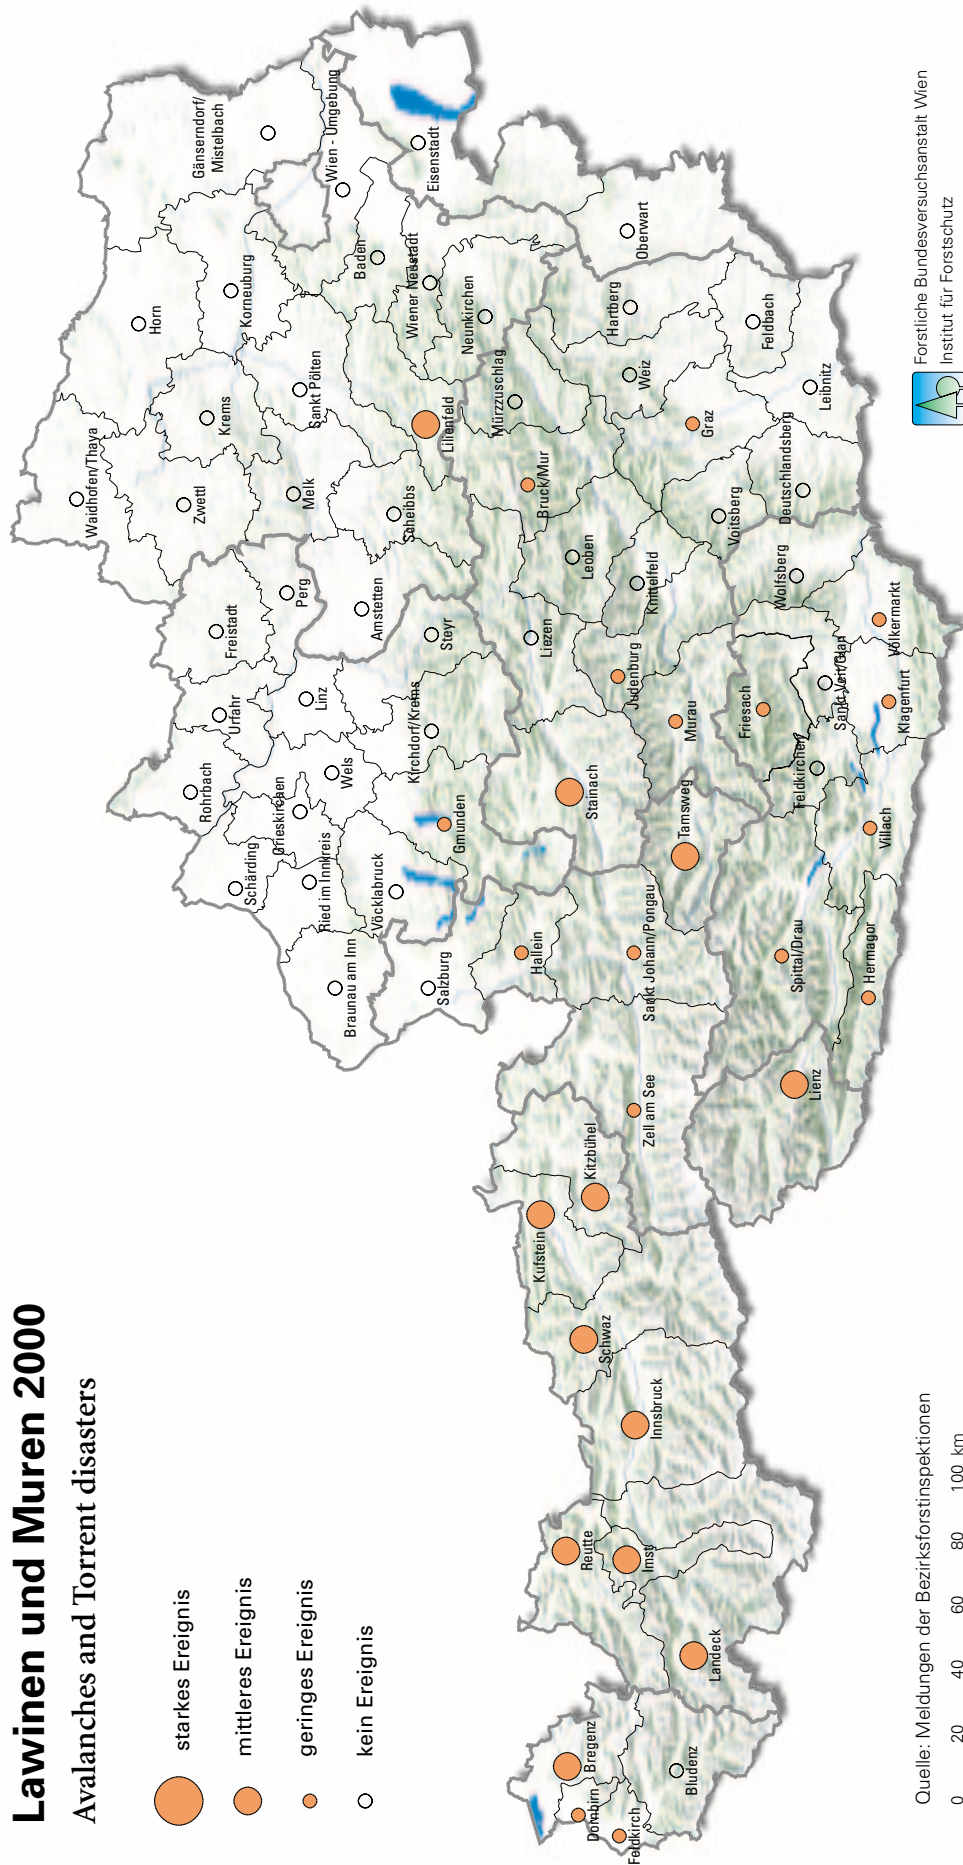 Lawinen und Muren 2000
Avalanches and Torrent disasters
starkes Ereignis
mittleres Ereignis
geringes Ereignis
kein Ereignis
Waidhofen/Thaya
Horn
Gänserndorf/
Mistelbach
Zwettl
Krems
Korneuburg
Wien - Umgebung
Rohrbach
Urfahr
Freistadt
Perg
Melk
Sankt Pölten
Baden
Schärding
Grieskirchen
Linz
Wels
Amstetten
Scheibbs
Lilienfeld
Wiener Neustadt
Eisenstadt
Ried im Innkreis
Braunau am Inn
Vöcklabruck
Gmunden
Kirchdorf/Krems
Steyr
Neunkirchen
Salzburg
Hallein
Stainach
Liezen
Leoben
Bruck/Mur
Mürzzuschlag
Hartberg
Oberwart
Kufstein
Kitzbühel
Zell am See
Sankt Johann/Pongau
Tamsweg
Murau
Judenburg
Knittelfeld
Weiz
Graz
Voitsberg
Feldbach
Bregenz
Dornbirn
Feldkirch
Bludenz
Reutte
Imst
Landeck
Innsbruck
Schwaz
Lienz
Spittal/Drau
Hermagor
Villach
Feldkirchen
Friesach
Sankt Veit/Glan
Klagenfurt
Völkermarkt
Wolfsberg
Deutschlandsberg
Leibnitz
Quelle: Meldungen der Bezirksforstinspektionen
0 20 40 60 80 100 km
Forstliche Bundesversuchsanstalt Wien
Institut für Forstschutz